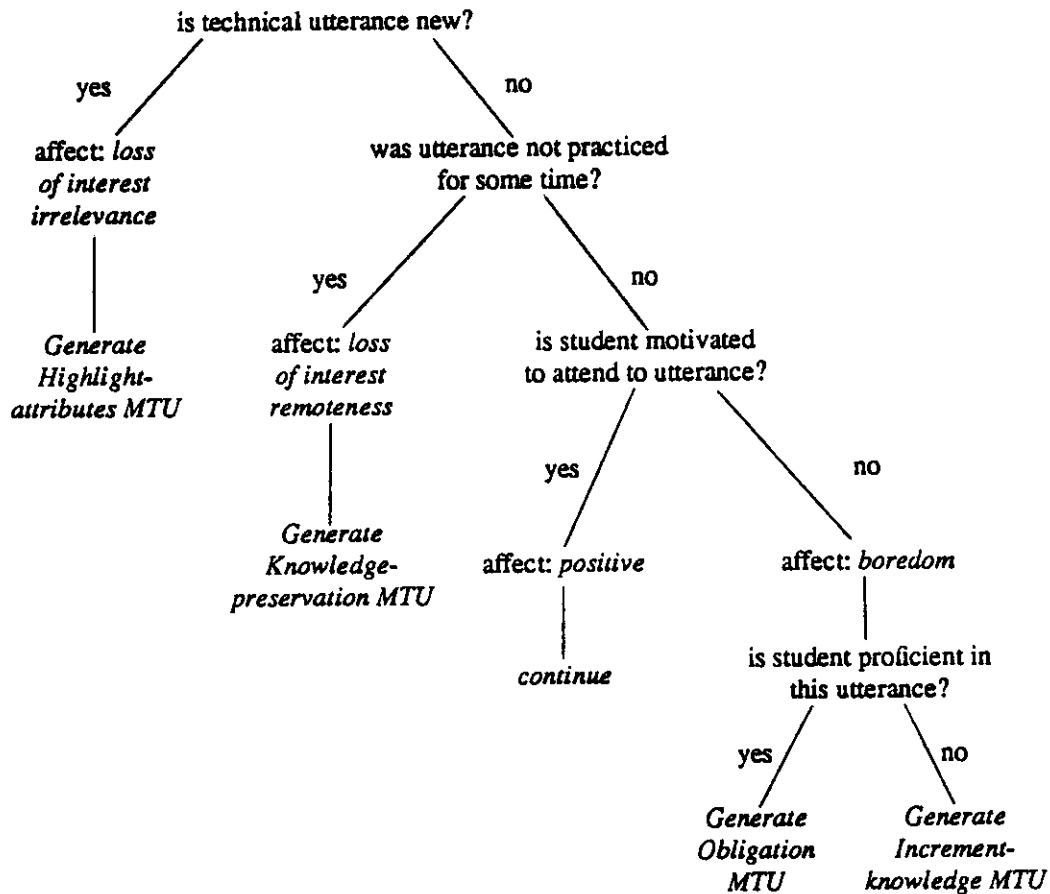 is technical utterance new?
yes
no
affect: loss
of interest
irrelevance
was utterance not practiced
for some time?
yes
no
Generate
Highlight-
attributes MTU
affect: loss
of interest
remoteness
is student motivated
to attend to utterance?
yes
no
Generate
Knowledge-
preservation MTU
affect: positive
affect: boredom
continue
is student proficient in
this utterance?
yes
no
Generate
Obligation
MTU
Generate
Increment-
knowledge MTU